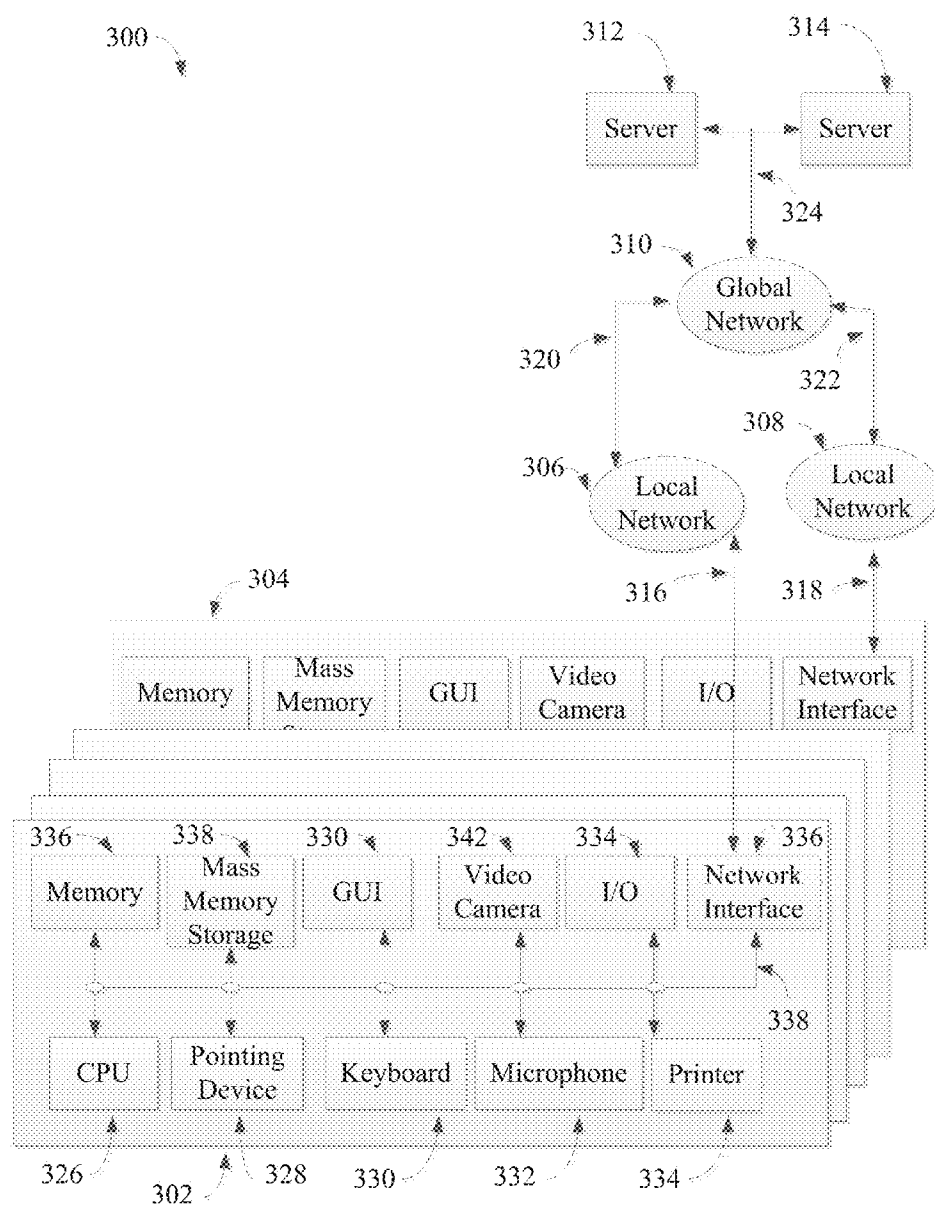 300
312
314
Server
Server
324
310
Global
Network
320
322
308
306
Local
Network
Local
Network
316
318
304
Memory
Mass
Memory
GUI
Video
Camera
I/O
Network
Interface
336
338
330
342
334
336
Memory
Mass
Memory
Storage
GUI
Video
Camera
I/O
Network
Interface
338
CPU
Pointing
Device
Keyboard
Microphone
Printer
326
302
328
330
332
334